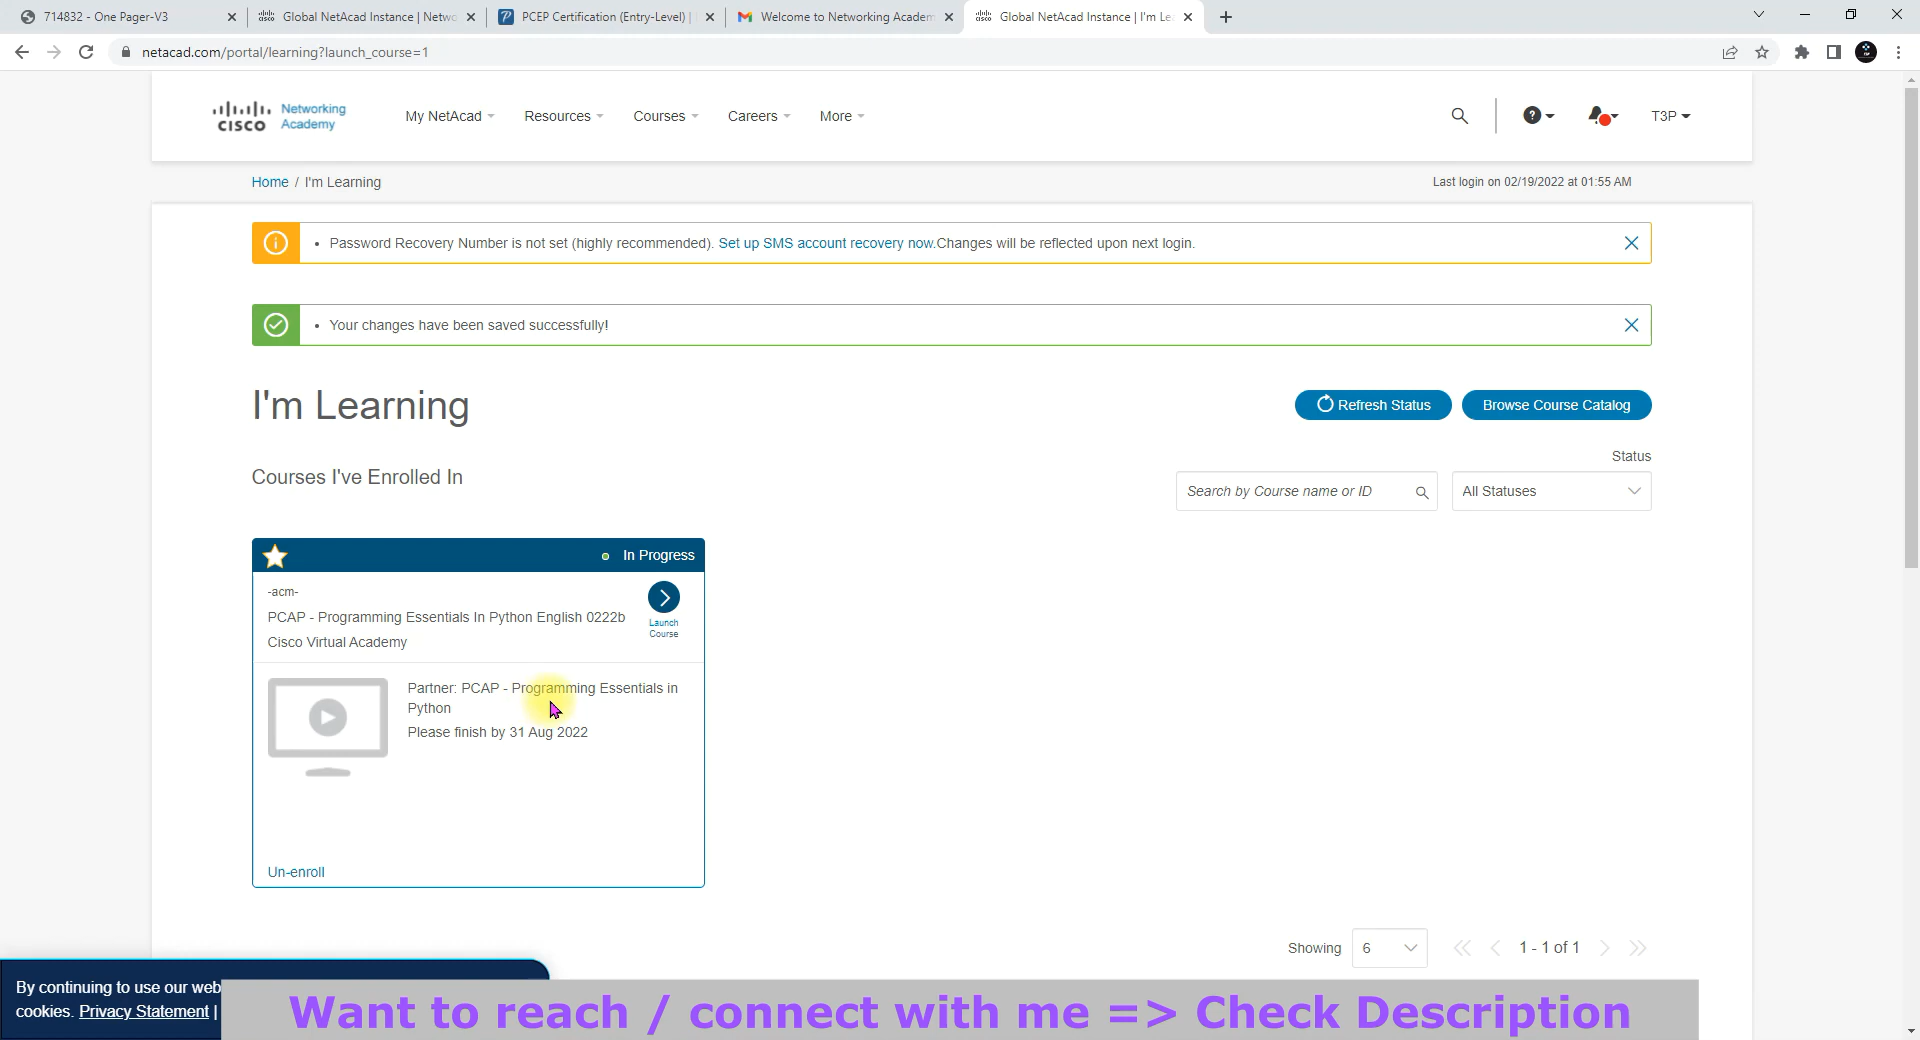 714832 - One Pager-V3
Global NetAcad Instance | Netwo
PCEP Certification (Entry-Level) |
Welcome to Networking Academ
Global NetAcad Instance | I'm Le
netacad.com/portal/learning?launch_course=1
CISCO
Networking
Academy
My NetAcad
Resources
Courses
Careers
More
T3P
Home / I'm Learning
Last login on 02/19/2022 at 01:55 AM
• Password Recovery Number is not set (highly recommended). Set up SMS account recovery now.Changes will be reflected upon next login.
• Your changes have been saved successfully!
I'm Learning
Refresh Status
Browse Course Catalog
Status
Courses I've Enrolled In
Search by Course name or ID
All Statuses
In Progress
-acm-
PCAP - Programming Essentials In Python English 0222b
Cisco Virtual Academy
Launch
Course
Partner: PCAP - Programming Essentials in
Python
Please finish by 31 Aug 2022
Un-enroll
Showing
6
1 - 1 of 1
By continuing to use our web
cookies. Privacy Statement |
Want to reach / connect with me => Check Description